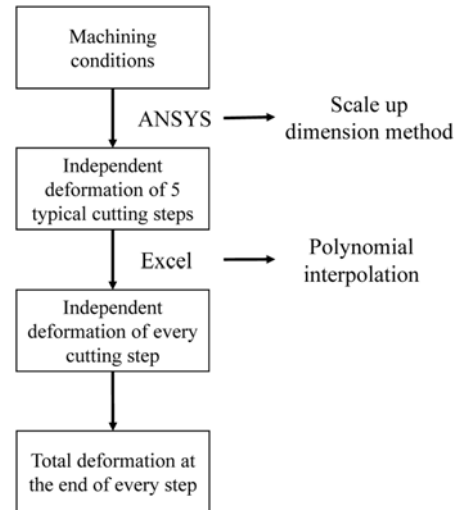 Machining
conditions
ANSYS
Scale up
dimension method
Independent
deformation of 5
typical cutting steps
Excel
Polynomial
interpolation
Independent
deformation of every
cutting step
Total deformation at
the end of every step